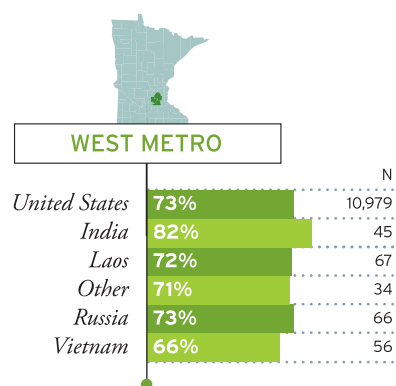 WEST METRO
N
United States 73% 10,979
India 82% 45
Laos 72% 67
Other 71% 34
Russia 73% 66
Vietnam 66% 56